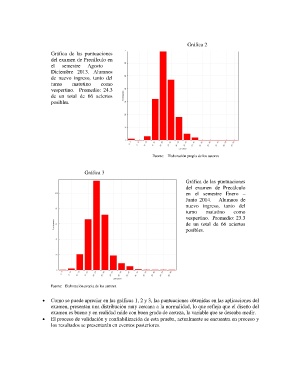 Gráfica 2
Gráfica de las puntuaciones
del examen de Precálculo en
el semestre Agosto
Diciembre 2013. Alumnos
de nuevo ingreso, tanto del
turno matutino como
vespertino. Promedio: 24.3
de un total de 66 aciertos
posibles.
Fuente: Elaboración propia de los autores
Gráfica 3
Gráfica de las puntuaciones
del examen de Precálculo
en el semestre Enero –
Junio 2014. Alumnos de
nuevo ingreso, tanto del
turno matutino como
vespertino. Promedio: 23.3
de un total de 66 aciertos
posibles.
Fuente: Elaboración propia de los autores
• Como se puede apreciar en las gráficas 1, 2 y 3, las puntuaciones obtenidas en las aplicaciones del
examen, presentan una distribución muy cercana a la normalidad, lo que refleja que el diseño del
examen es bueno y en realidad mide con buen grado de certeza, la variable que se desea medir.
• El proceso de validación y confiabilización de esta prueba, actualmente se encuentra en proceso y
los resultados se presentarán en eventos posteriores.